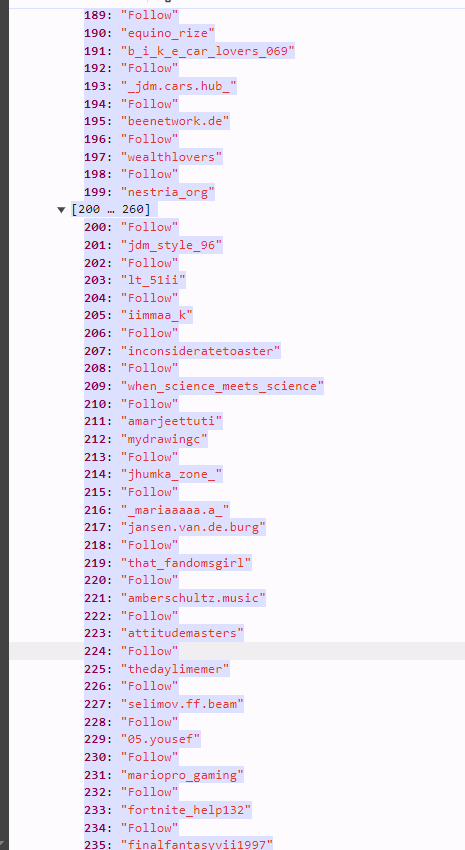 189: "Follow"
190: "equino_rize"
191: "b_i_k_e_car_lovers_069"
192: "Follow"
193: "_jdm.cars.hub_"
194: "Follow"
195: "beenetwork.de"
196: "Follow"
197: "wealthlovers"
198: "Follow"
199: "nestria_org"
[200 … 260]
200: "Follow"
201: "jdm_style_96"
202: "Follow"
203: "lt_51ii"
204: "Follow"
205: "iimmaa_k"
206: "Follow"
207: "inconsideratetoaster"
208: "Follow"
209: "when_science_meets_science"
210: "Follow"
211: "amarjeettuti"
212: "mydrawingc"
213: "Follow"
214: "jhumka_zone_"
215: "Follow"
216: "_mariaaaaa.a_"
217: "jansen.van.de.burg"
218: "Follow"
219: "that_fandomsgirl"
220: "Follow"
221: "amberschultz.music"
222: "Follow"
223: "attitudemasters"
224: "Follow"
225: "thedaylimemer"
226: "Follow"
227: "selimov.ff.beam"
228: "Follow"
229: "05.yousef"
230: "Follow"
231: "mariopro_gaming"
232: "Follow"
233: "fortnite_help132"
234: "Follow"
235: "finalfantasyvii1997"